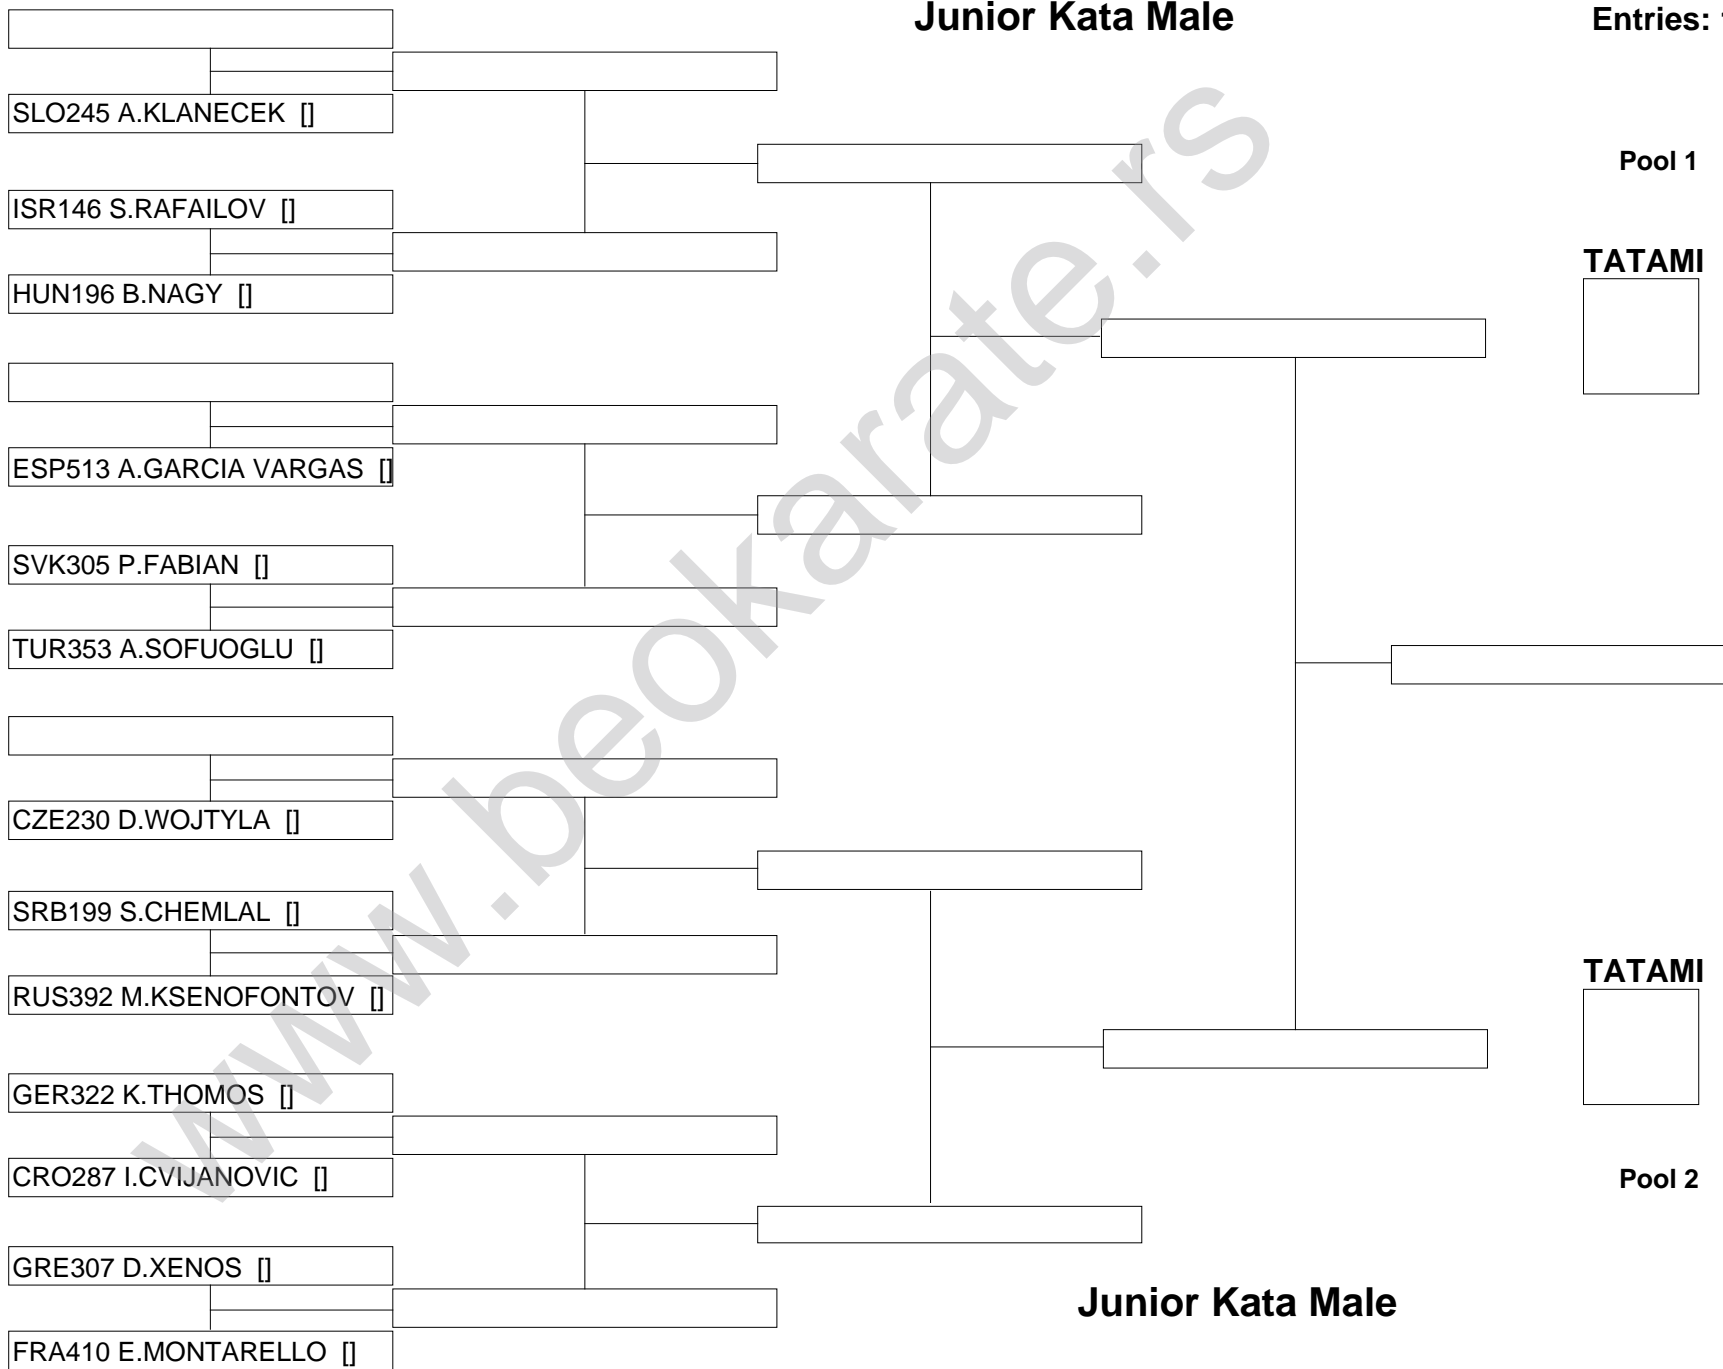 Junior Kata Male
Entries:
SLO245 A.KLANECEK []
Pool 1
ISR146 S.RAFAILOV []
TATAMI
HUN196 B.NAGY []
ESP513 A.GARCIA VARGAS []
SVK305 P.FABIAN []
TUR353 A.SOFUOGLU []
CZE230 D.WOJTYLA []
SRB199 S.CHEMLAL []
TATAMI
RUS392 M.KSENOFONTOV []
GER322 K.THOMOS []
CRO287 I.CVIJANOVIC []
Pool 2
GRE307 D.XENOS []
Junior Kata Male
FRA410 E.MONTARELLO []
www.beokarate.rs